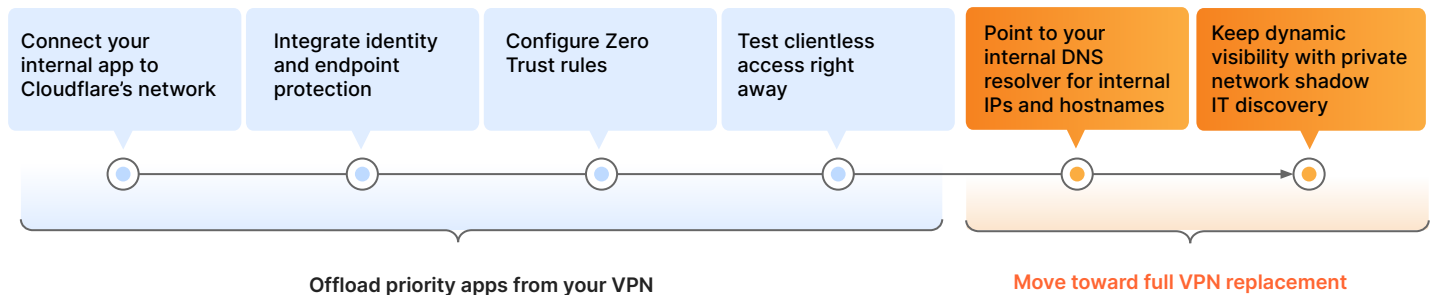 Connect your
internal app to
Cloudflare’s network
Integrate identity
and endpoint
protection
Configure Zero
Trust rules
Test clientless
access right
away
Point to your
internal DNS
resolver for internal
IPs and hostnames
Keep dynamic
visibility with private
network shadow
IT discovery
Offload priority apps from your VPN
Move toward full VPN replacement